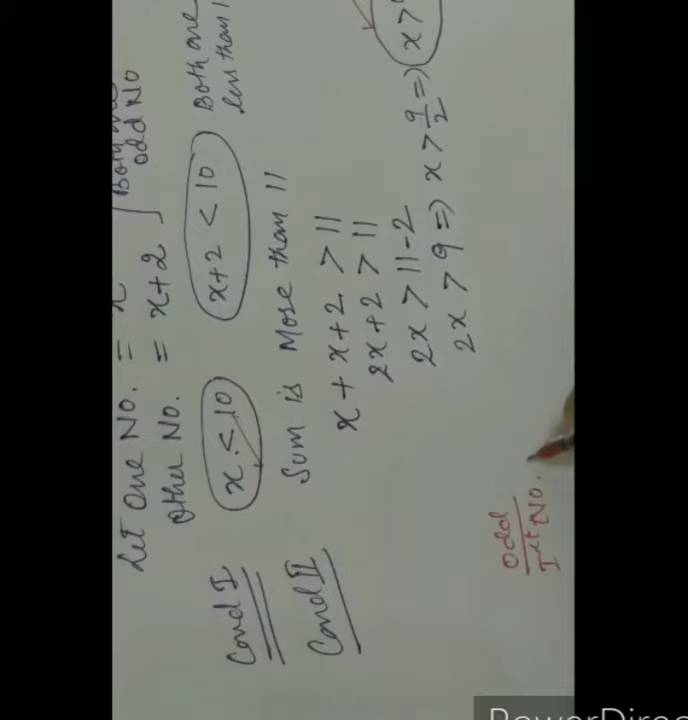 Let One No. = x
Other No. = x+2
odd No
Cond I x < 10 x+2 < 10 Both are
less than 1
Cond II Sum is More than 11
x + x+2 > 11
2x+2 > 11
2x > 11-2
2x > 9 => x > 9/2 => x >
Odd
Ist No.